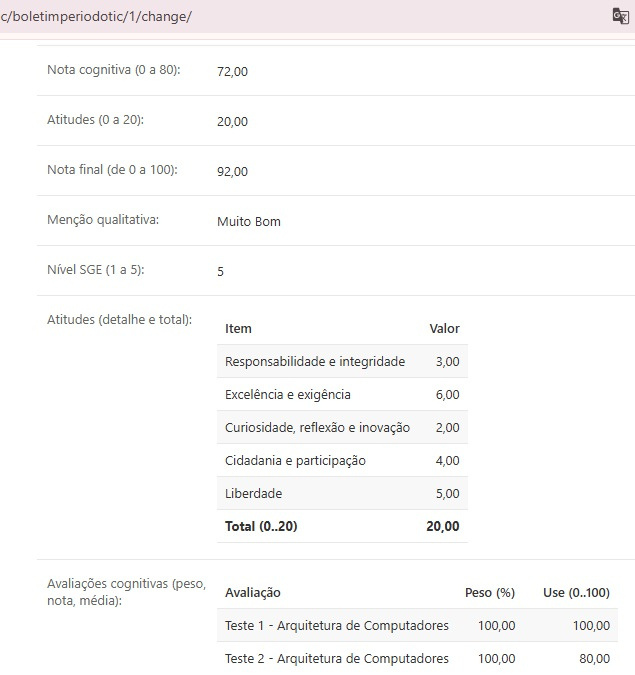 c/boletimperiodotic/1/change/
Nota cognitiva (0 a 80): 72,00
Atitudes (0 a 20): 20,00
Nota final (de 0 a 100): 92,00
Menção qualitativa: Muito Bom
Nível SGE (1 a 5): 5
Atitudes (detalhe e total):
Item Valor
Responsabilidade e integridade 3,00
Excelência e exigência 6,00
Curiosidade, reflexão e inovação 2,00
Cidadania e participação 4,00
Liberdade 5,00
Total (0..20) 20,00
Avaliações cognitivas (peso,
nota, média):
Avaliação Peso (%) Use (0..100)
Teste 1 - Arquitetura de Computadores 100,00 100,00
Teste 2 - Arquitetura de Computadores 100,00 80,00